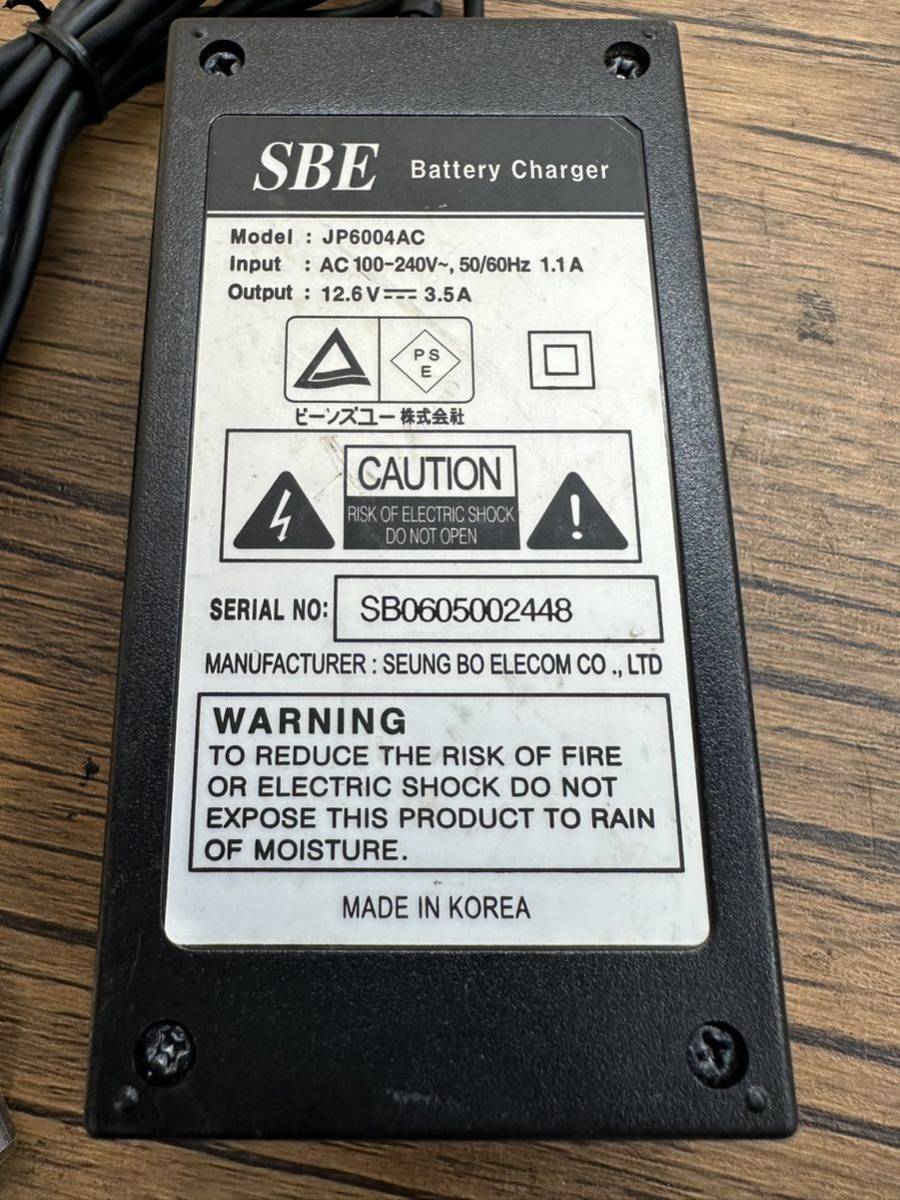 SBE Battery Charger
Model : JP6004AC
Input : AC 100-240V~, 50/60Hz 1.1A
Output : 12.6V⎓ 3.5A
PS
E
ビーンズユー 株式会社
CAUTION
RISK OF ELECTRIC SHOCK
DO NOT OPEN
SERIAL NO: SB0605002448
MANUFACTURER : SEUNG BO ELECOM CO ., LTD
WARNING
TO REDUCE THE RISK OF FIRE
OR ELECTRIC SHOCK DO NOT
EXPOSE THIS PRODUCT TO RAIN
OF MOISTURE.
MADE IN KOREA